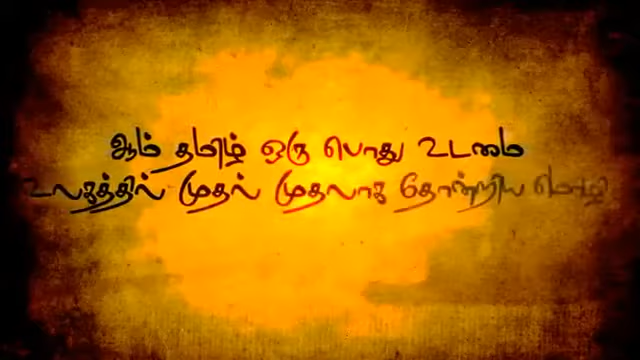 ஆம் தமிழ் ஒரு பொது உடமை
உலகத்தில் முதல் முதலாக தோன்றிய மொழி